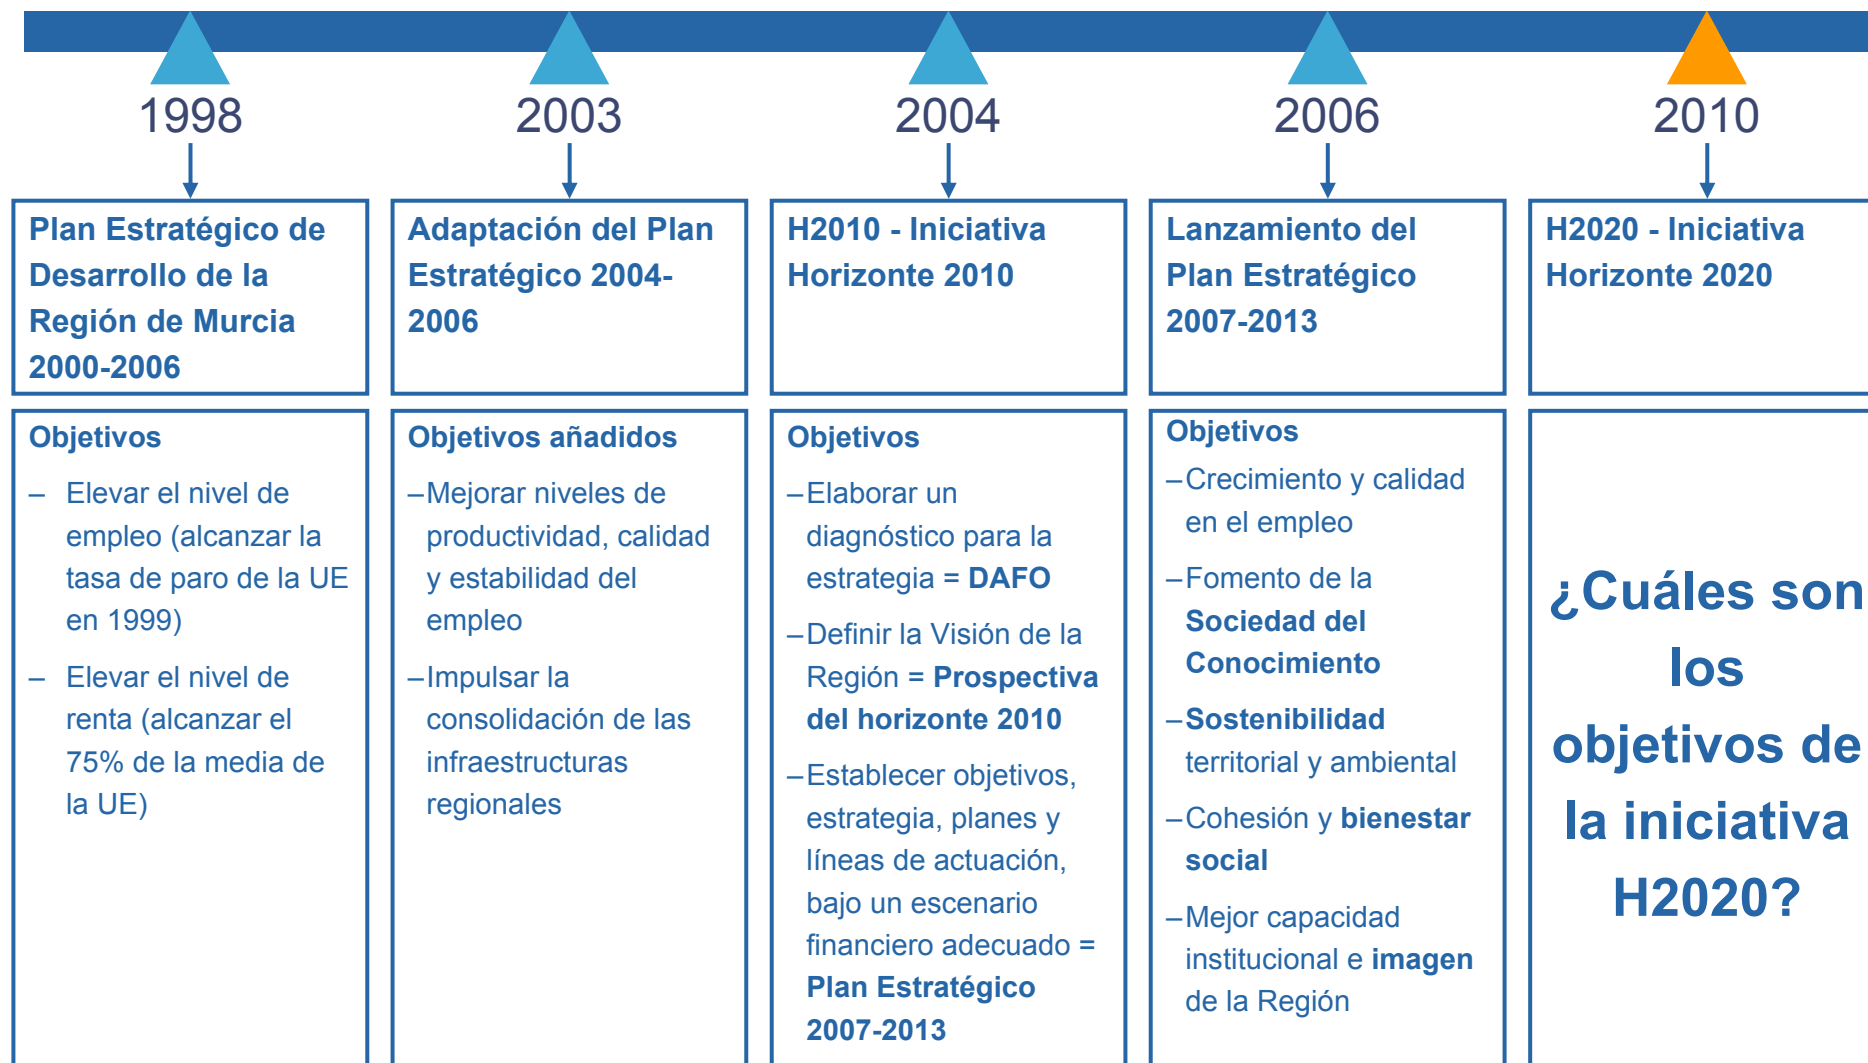 1998
Plan Estratégico de
Desarrollo de la
Región de Murcia
2000-2006
Objetivos
– Elevar el nivel de
empleo (alcanzar la
tasa de paro de la UE
en 1999)
– Elevar el nivel de
renta (alcanzar el
75% de la media de
la UE)
2003
Adaptación del Plan
Estratégico 2004-
2006
Objetivos añadidos
–Mejorar niveles de
productividad, calidad
y estabilidad del
empleo
–Impulsar la
consolidación de las
infraestructuras
regionales
2004
H2010 - Iniciativa
Horizonte 2010
Objetivos
–Elaborar un
diagnóstico para la
estrategia = DAFO
–Definir la Visión de la
Región = Prospectiva
del horizonte 2010
–Establecer objetivos,
estrategia, planes y
líneas de actuación,
bajo un escenario
financiero adecuado =
Plan Estratégico
2007-2013
2006
Lanzamiento del
Plan Estratégico
2007-2013
Objetivos
–Crecimiento y calidad
en el empleo
–Fomento de la
Sociedad del
Conocimiento
–Sostenibilidad
territorial y ambiental
–Cohesión y bienestar
social
–Mejor capacidad
institucional e imagen
de la Región
2010
H2020 - Iniciativa
Horizonte 2020
¿Cuáles son
los
objetivos de
la iniciativa
H2020?